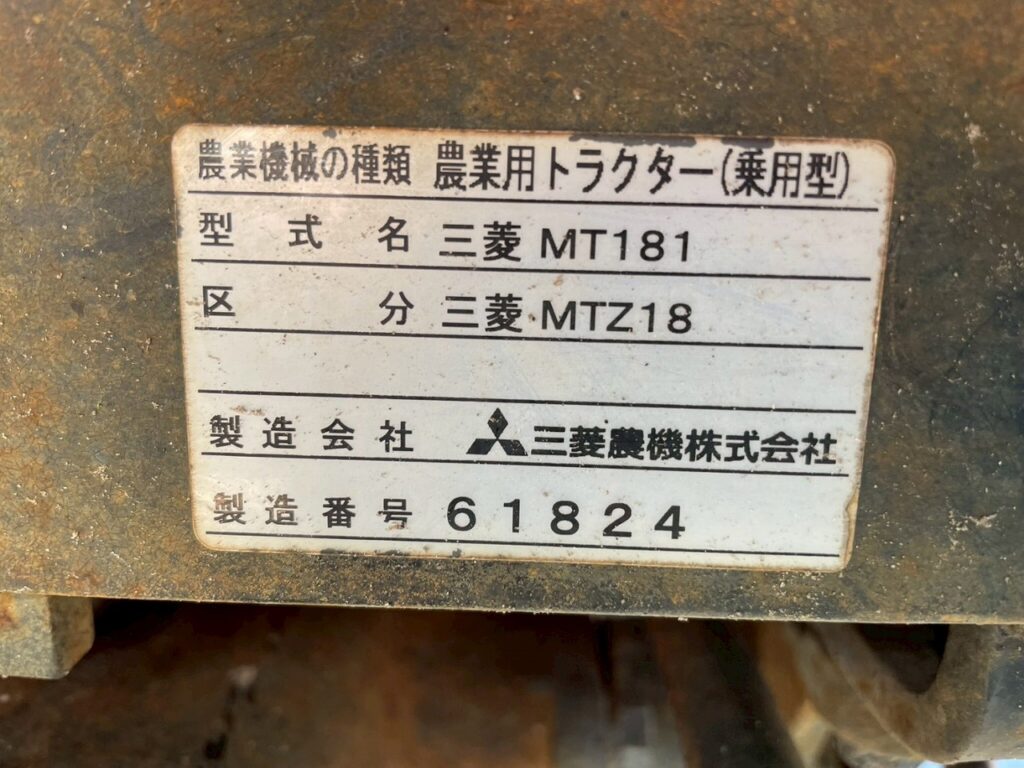 農業機械の種類 農業用トラクター(乗用型)
型式名 三菱 MT181
区分 三菱 MTZ18
製造会社 三菱農機株式会社
製造番号 61824